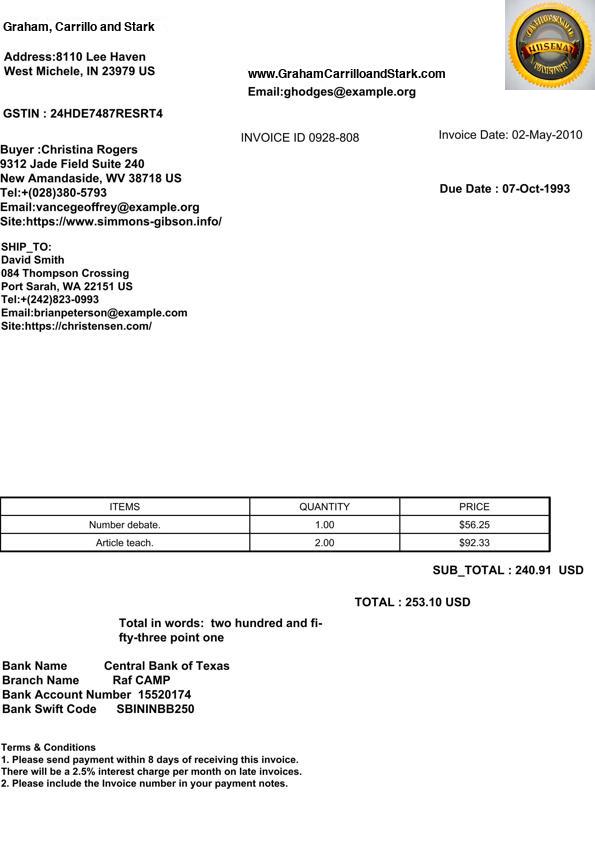 Graham, Carrillo and Stark
Address:8110 Lee Haven
West Michele, IN 23979 US
www.GrahamCarrilloandStark.com
Email:ghodges@example.org
HUSENAT
GSTIN : 24HDE7487RESRT4
INVOICE ID 0928-808
Invoice Date: 02-May-2010
Due Date : 07-Oct-1993
Buyer :Christina Rogers
9312 Jade Field Suite 240
New Amandaside, WV 38718 US
Tel:+(028)380-5793
Email:vancegeoffrey@example.org
Site:https://www.simmons-gibson.info/
SHIP_TO:
David Smith
084 Thompson Crossing
Port Sarah, WA 22151 US
Tel:+(242)823-0993
Email:brianpeterson@example.com
Site:https://christensen.com/
ITEMS QUANTITY PRICE
Number debate. 1.00 $56.25
Article teach. 2.00 $92.33
SUB_TOTAL : 240.91 USD
TOTAL : 253.10 USD
Total in words: two hundred and fi-
fty-three point one
Bank Name Central Bank of Texas
Branch Name Raf CAMP
Bank Account Number 15520174
Bank Swift Code SBININBB250
Terms & Conditions
1. Please send payment within 8 days of receiving this invoice.
There will be a 2.5% interest charge per month on late invoices.
2. Please include the Invoice number in your payment notes.